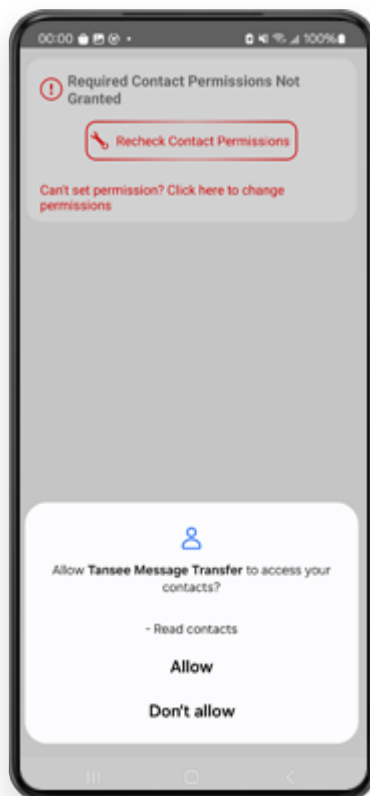 00:00
100%
Required Contact Permissions Not
Granted
Recheck Contact Permissions
Can't set permission? Click here to change
permissions
Allow Tansee Message Transfer to access your
contacts?
- Read contacts
Allow
Don't allow